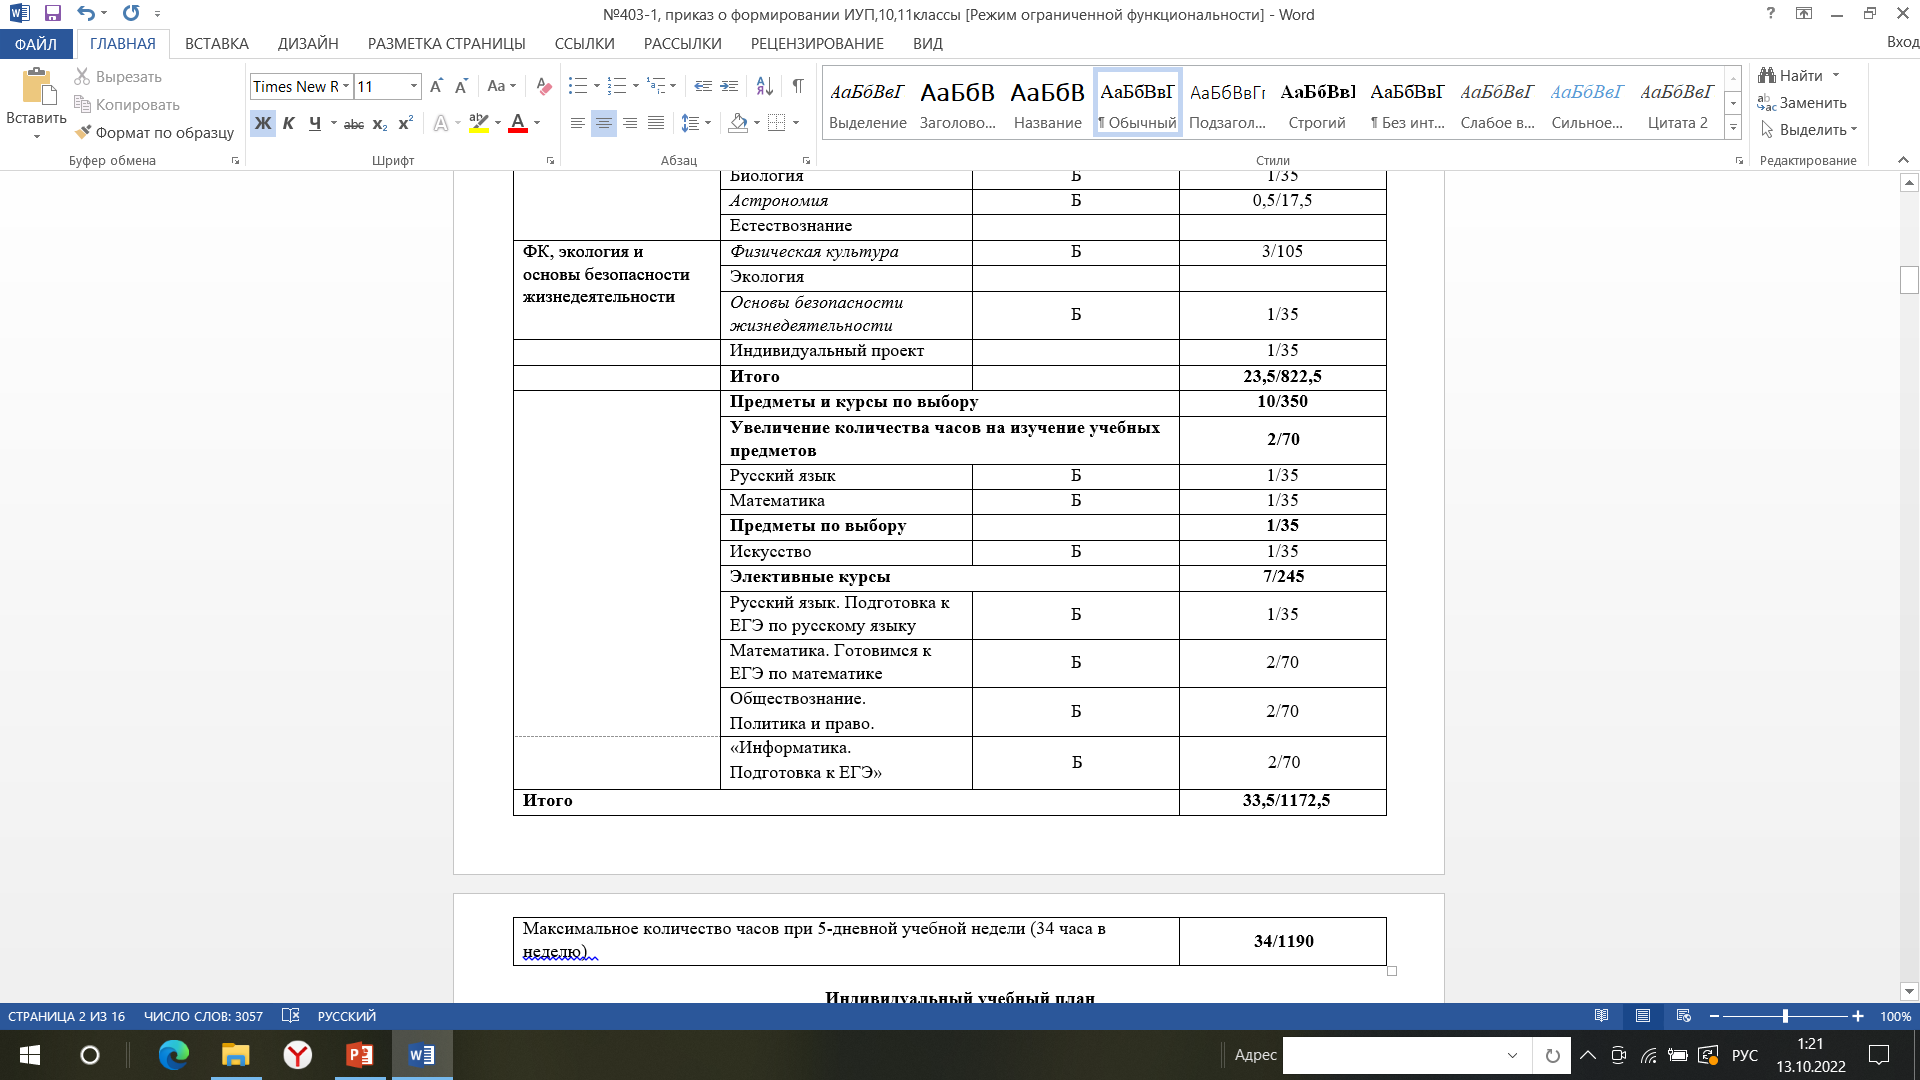 №403-1, приказ о формировании ИУП,10,11классы [Режим ограниченной функциональности] - Word
ФАЙЛ ГЛАВНАЯ ВСТАВКА ДИЗАЙН РАЗМЕТКА СТРАНИЦЫ ССЫЛКИ РАССЫЛКИ РЕЦЕНЗИРОВАНИЕ ВИД Вход
Вставить
Вырезать
Копировать
Формат по образцу
Буфер обмена
Times New R 11
Ж К Ч abc x₂ x²
Шрифт
Абзац
АаБбВвГ АаБбВ АаБбВ АаБбВвГ АаБбВвГг АаБбВвІ АаБбВвГ АаБбВвГ АаБбВвГ АаБбВвГ
Выделение Заголово... Название ¶ Обычный Подзагол... Строгий ¶ Без инт... Слабое в... Сильное... Цитата 2
Стили
Найти
Заменить
Выделить
Редактирование
Биология Б 1/35
Астрономия Б 0,5/17,5
Естествознание
ФК, экология и основы безопасности жизнедеятельности
Физическая культура Б 3/105
Экология
Основы безопасности
жизнедеятельности Б 1/35
Индивидуальный проект 1/35
Итого 23,5/822,5
Предметы и курсы по выбору 10/350
Увеличение количества часов на изучение учебных
предметов 2/70
Русский язык Б 1/35
Математика Б 1/35
Предметы по выбору 1/35
Искусство Б 1/35
Элективные курсы 7/245
Русский язык. Подготовка к
ЕГЭ по русскому языку Б 1/35
Математика. Готовимся к
ЕГЭ по математике Б 2/70
Обществознание.
Политика и право. Б 2/70
«Информатика.
Подготовка к ЕГЭ» Б 2/70
Итого 33,5/1172,5
Максимальное количество часов при 5-дневной учебной недели (34 часа в
неделю) 34/1190
Индивидуальный учебный план
СТРАНИЦА 2 ИЗ 16 ЧИСЛО СЛОВ: 3057 РУССКИЙ 100%
Адрес РУС 1:21
13.10.2022